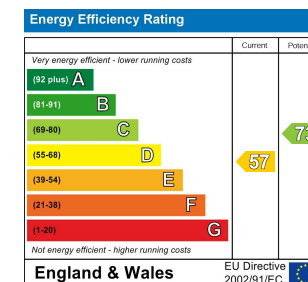 Energy Efficiency Rating
Current
Very energy efficient - lower running costs
(92 plus) A
(81-91) B
(69-80) C
(55-68) D
57
(39-54) E
(21-38) F
(1-20) G
Not energy efficient - higher running costs
England & Wales
EU Directive
2002/91/EC